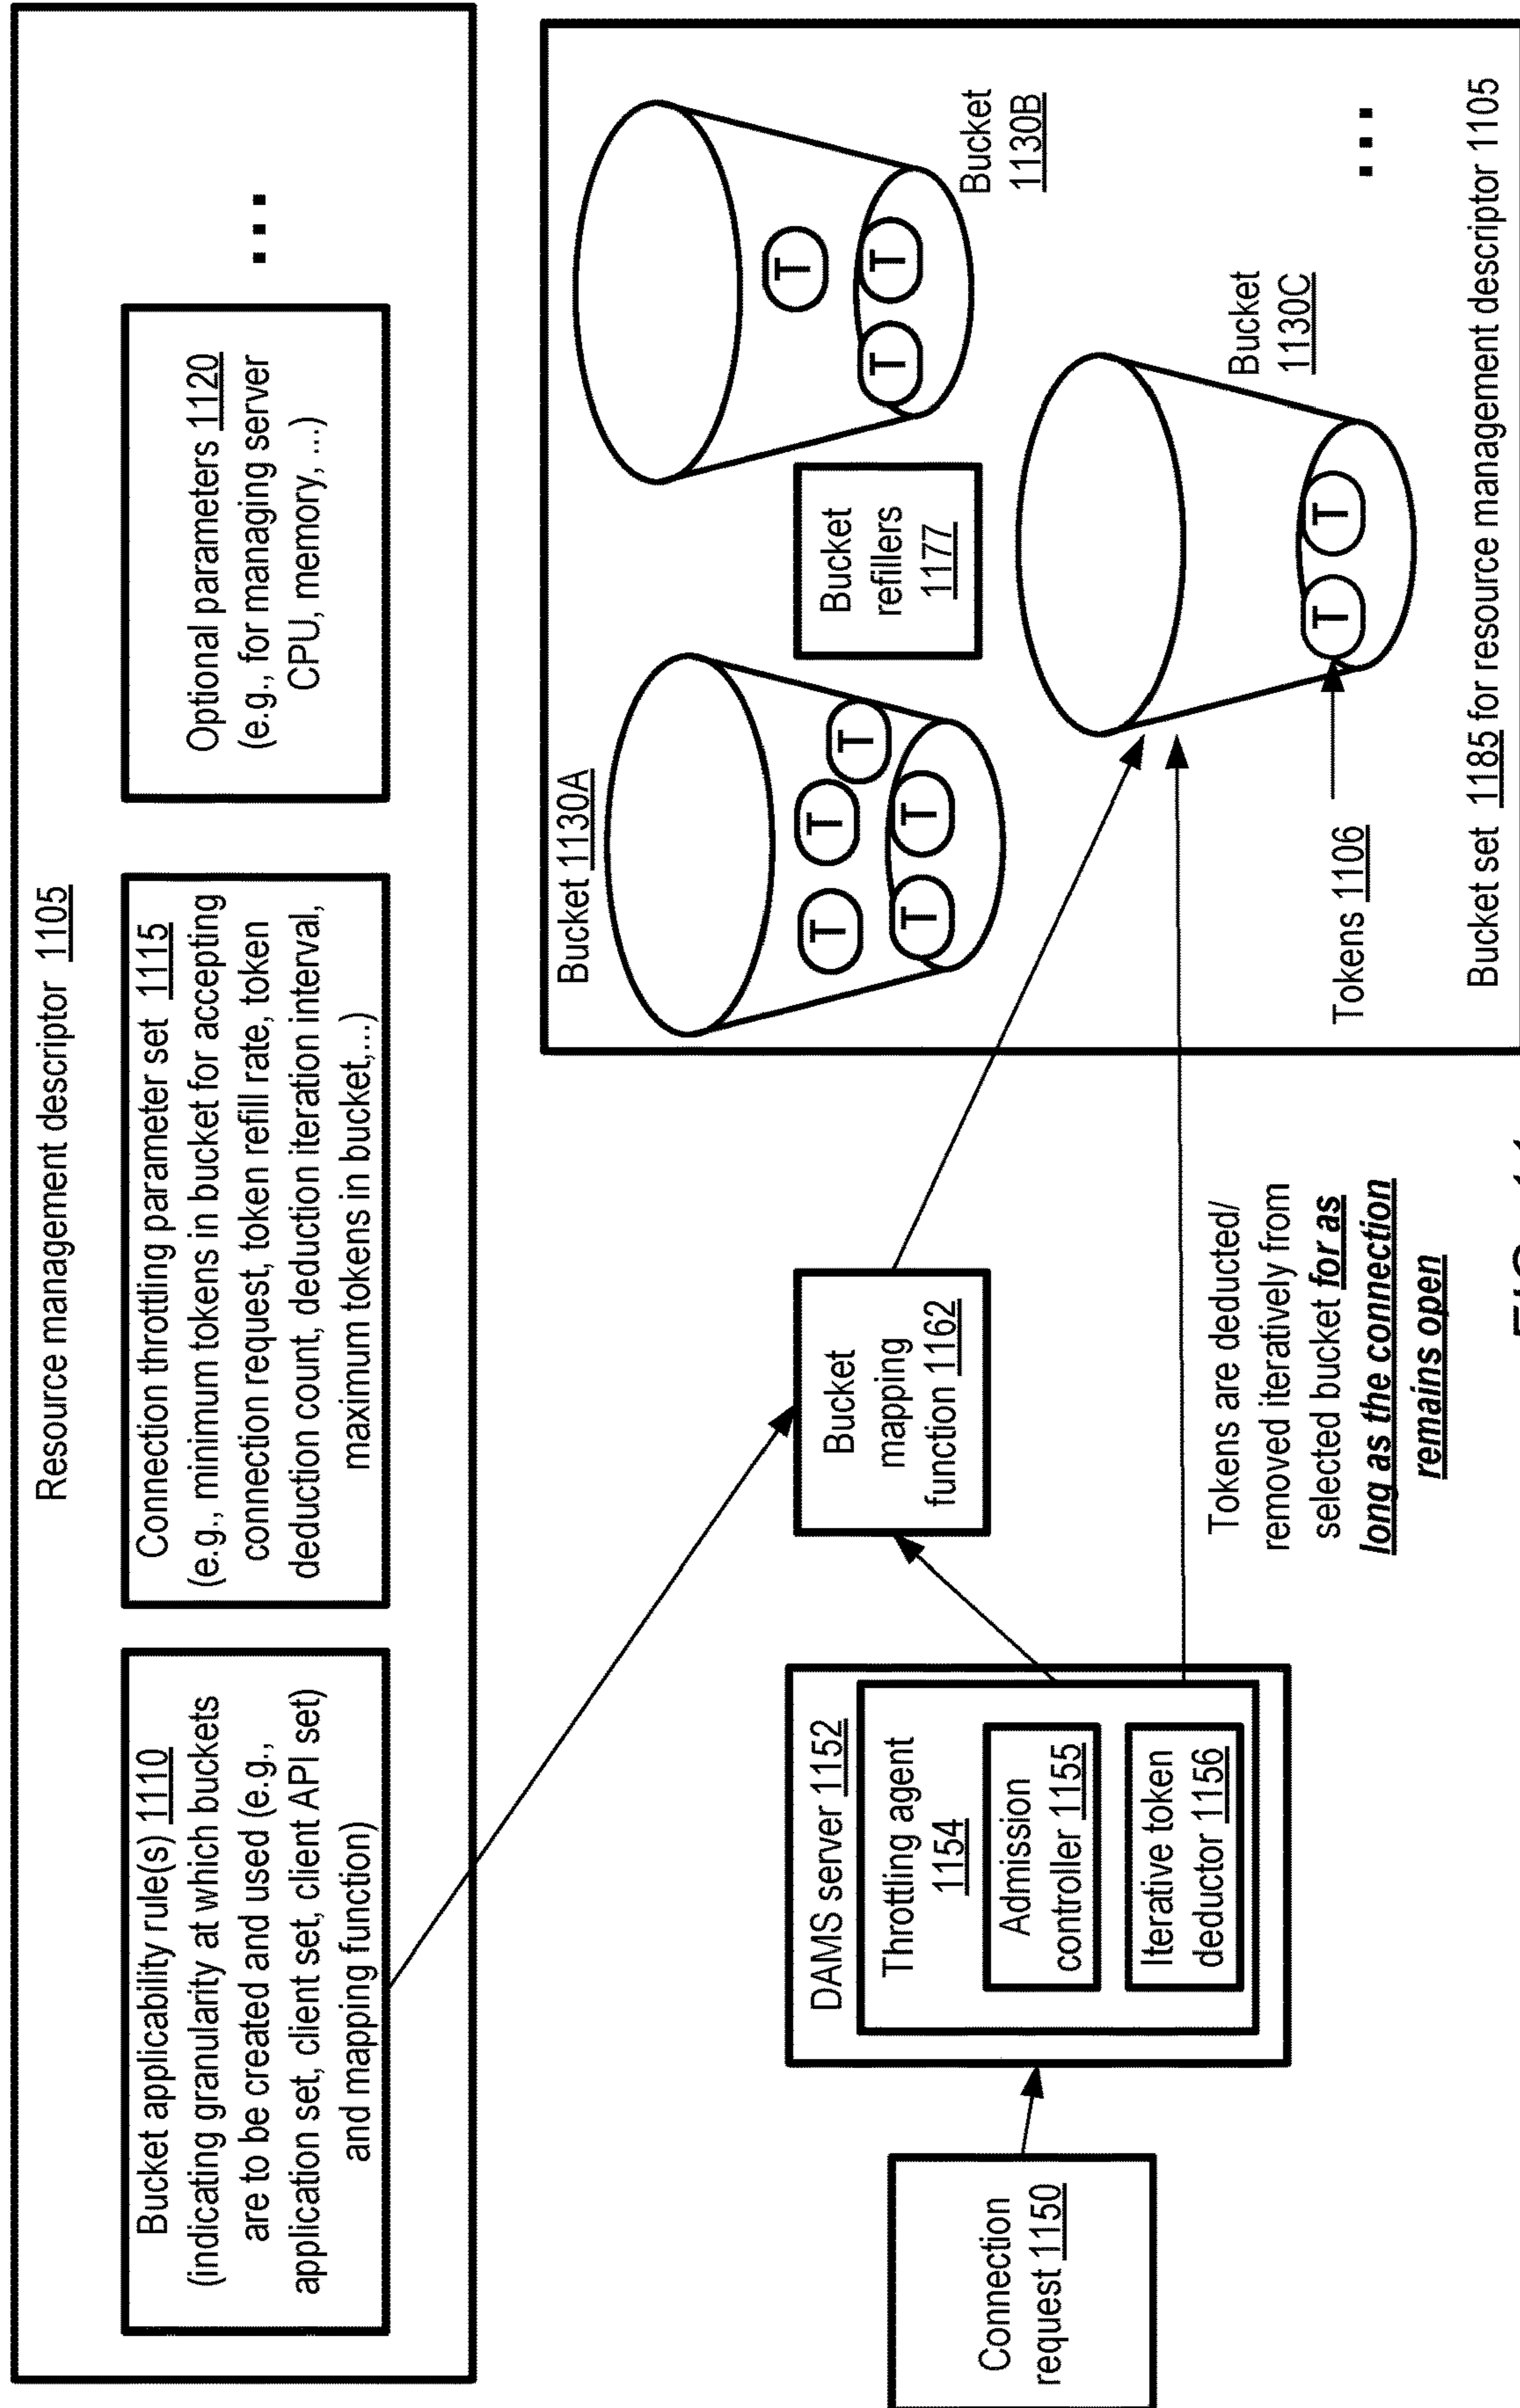 Resource management descriptor 1105
Bucket applicability rule(s) 1110
(indicating granularity at which buckets
are to be created and used (e.g.,
application set, client set, client API set)
and mapping function)
Connection throttling parameter set 1115
(e.g., minimum tokens in bucket for accepting
connection request, token refill rate, token
deduction count, deduction iteration interval,
maximum tokens in bucket,...)
Optional parameters 1120
(e.g., for managing server
CPU, memory, ...)
...
Connection
request 1150
DAMS server 1152
Throttling agent
1154
Admission
controller 1155
Iterative token
deductor 1156
Bucket
mapping
function 1162
Tokens are deducted/
removed iteratively from
selected bucket for as
long as the connection
remains open
Bucket 1130A
T
T
T
T
T
Bucket
refillers
1177
T
T
T
Bucket
1130B
T
T
Bucket
1130C
Tokens 1106
...
Bucket set 1185 for resource management descriptor 1105